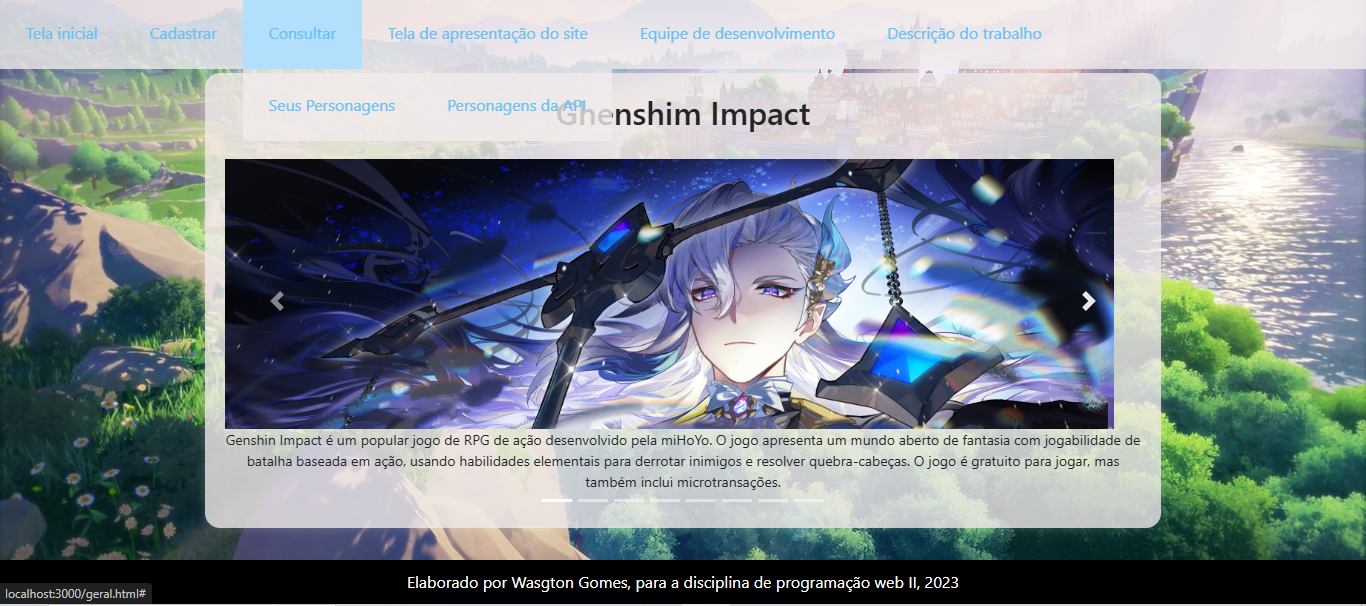 Tela inicial Cadastrar Consultar Tela de apresentação do site Equipe de desenvolvimento Descrição do trabalho
Seus Personagens Personagens da API
Ghenshim Impact
Genshin Impact é um popular jogo de RPG de ação desenvolvido pela miHoYo. O jogo apresenta um mundo aberto de fantasia com jogabilidade de
batalha baseada em ação, usando habilidades elementais para derrotar inimigos e resolver quebra-cabeças. O jogo é gratuito para jogar, mas
também inclui microtransações.
Elaborado por Wasgton Gomes, para a disciplina de programação web II, 2023
localhost:3000/geral.html#